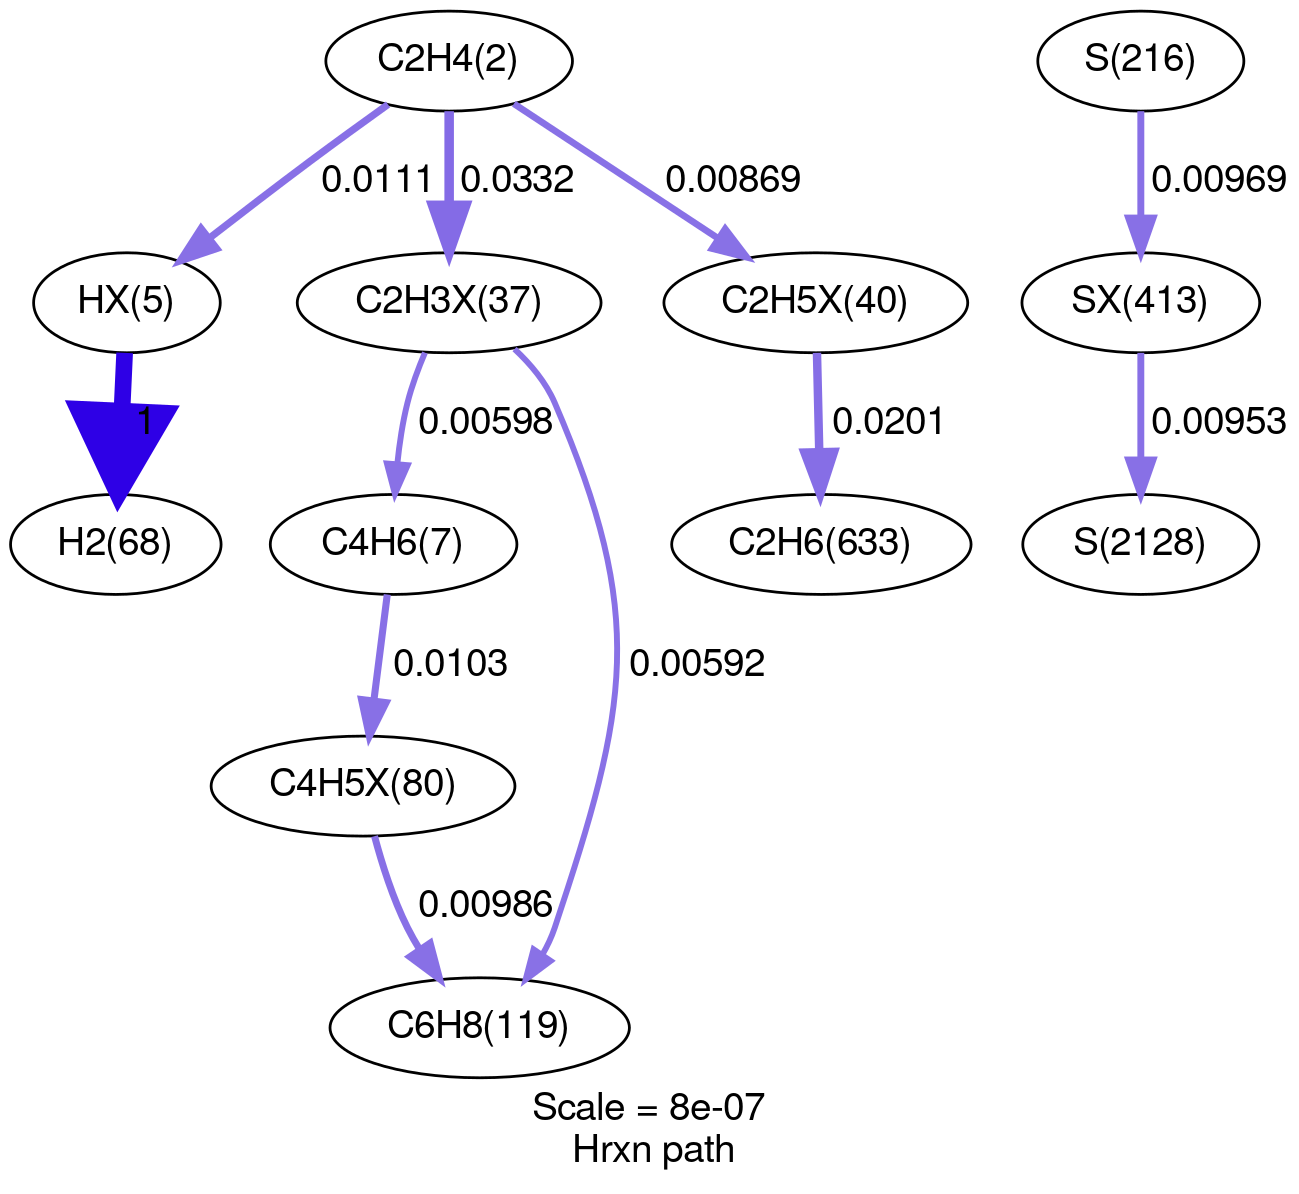 C2H4(2)
S(216)
0.0111
0.0332
0.00869
0.00969
HX(5)
C2H3X(37)
C2H5X(40)
SX(413)
1
0.00598
0.0201
0.00953
H2(68)
C4H6(7)
C2H6(633)
S(2128)
0.0103
0.00592
C4H5X(80)
0.00986
C6H8(119)
Scale = 8e-07
Hrxn path